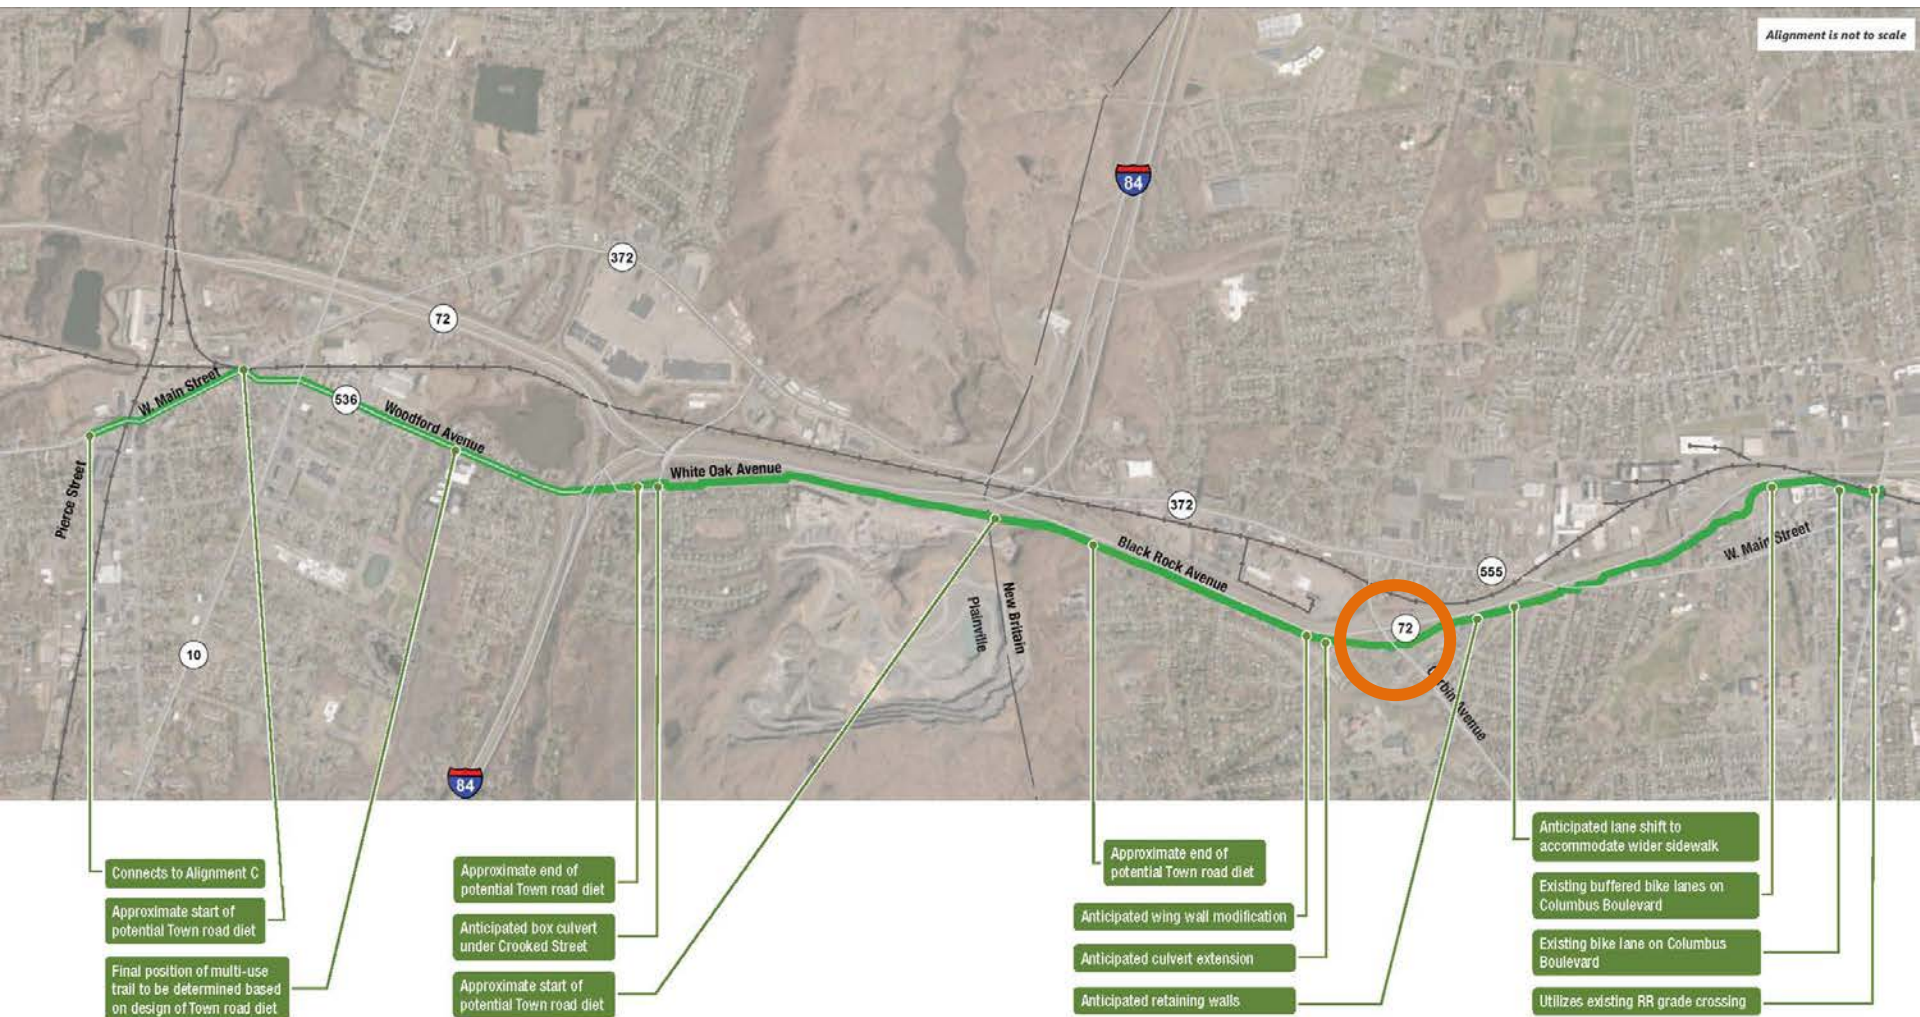 Alignment is not to scale
84
372
72
W. Main Street
536
Woodford Avenue
Pierce Street
White Oak Avenue
372
Black Rock Avenue
555
W. Main Street
New Britain
Plainville
72
Corbin Avenue
10
84
Connects to Alignment C
Approximate start of
potential Town road diet
Final position of multi-use
trail to be determined based
on design of Town road diet
Approximate end of
potential Town road diet
Anticipated box culvert
under Crooked Street
Approximate start of
potential Town road diet
Approximate end of
potential Town road diet
Anticipated wing wall modification
Anticipated culvert extension
Anticipated retaining walls
Anticipated lane shift to
accommodate wider sidewalk
Existing buffered bike lanes on
Columbus Boulevard
Existing bike lane on Columbus
Boulevard
Utilizes existing RR grade crossing